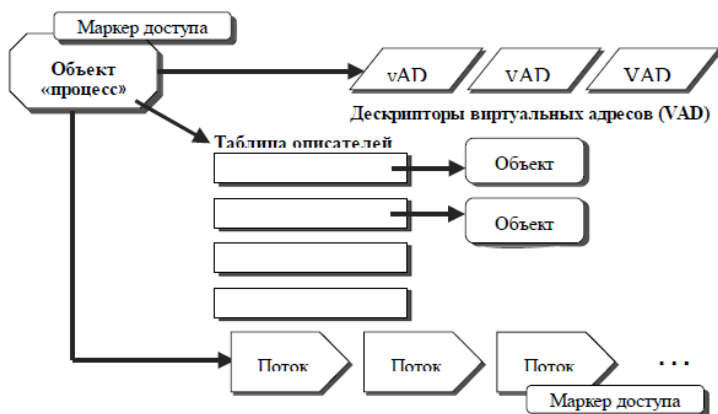 Маркер доступа
Объект
«процесс»
vAD
VAD
VAD
Дескрипторы виртуальных адресов (VAD)
Таблица описателей
Объект
Объект
Поток
Поток
Поток
...
Маркер доступа